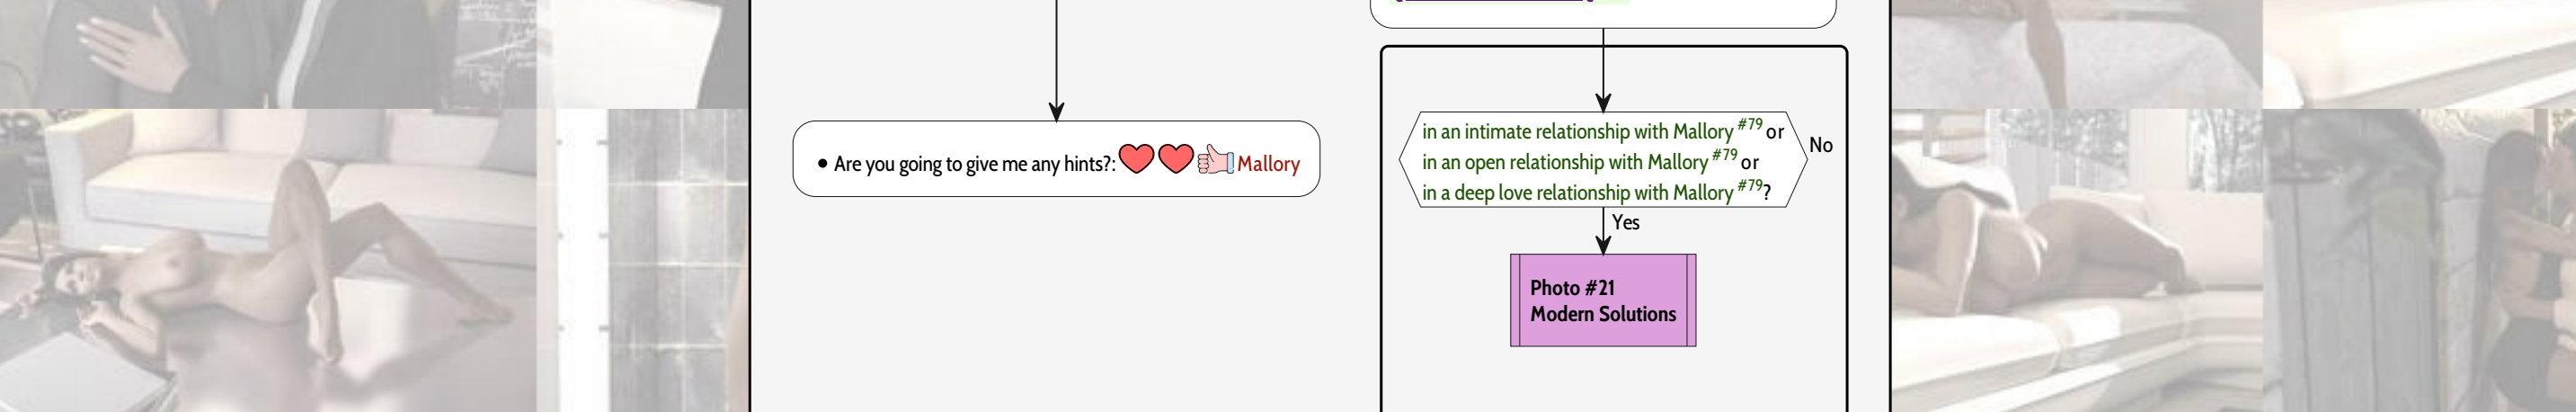 • Are you going to give me any hints?: ❤️❤️👍 Mallory
in an intimate relationship with Mallory #79 or
in an open relationship with Mallory #79 or
in a deep love relationship with Mallory #79?
No
Yes
Photo #21
Modern Solutions